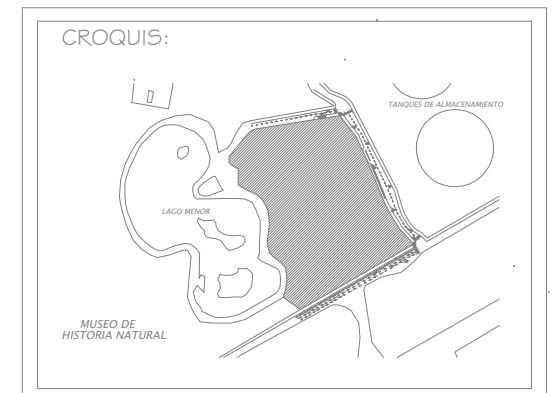 CROQUIS:
TANQUES DE ALMACENAMIENTO
LAGO MENOR
MUSEO DE
HISTORIA NATURAL